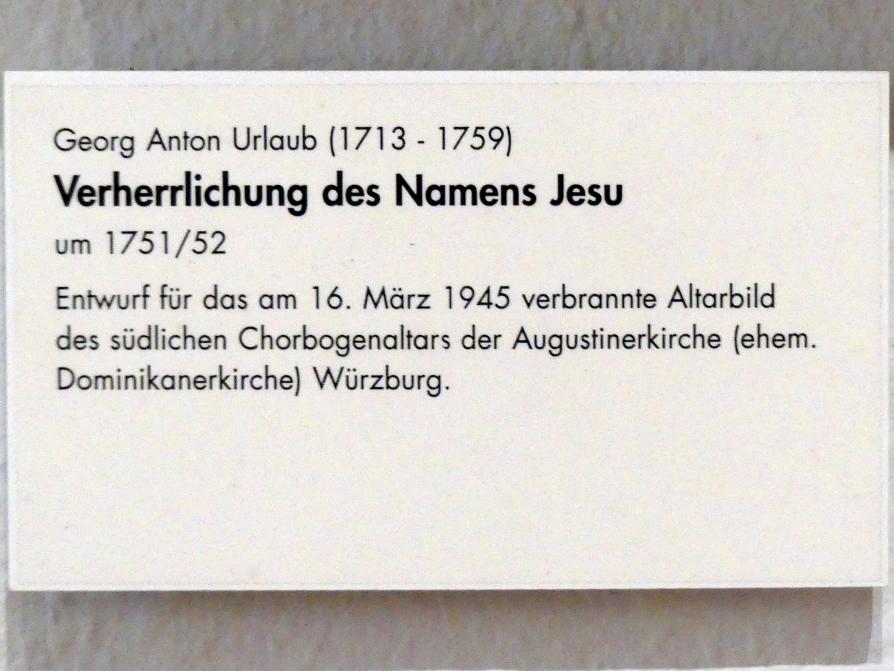 Georg Anton Urlaub (1713 - 1759)
Verherrlichung des Namens Jesu
um 1751/52
Entwurf für das am 16. März 1945 verbrannte Altarbild
des südlichen Chorbogenaltars der Augustinerkirche (ehem.
Dominikanerkirche) Würzburg.